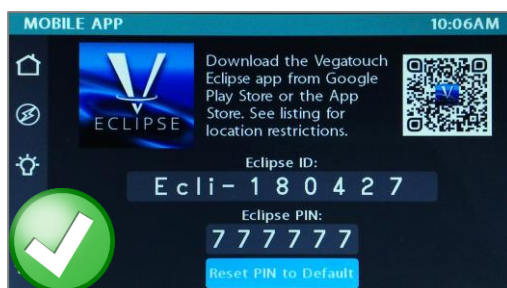 MOBILE APP
10:06AM
ECLIPSE
Download the Vegatouch
Eclipse app from Google
Play Store or the App
Store. See listing for
location restrictions.
Eclipse ID:
Ecli-180427
Eclipse PIN:
777777
Reset PIN to Default